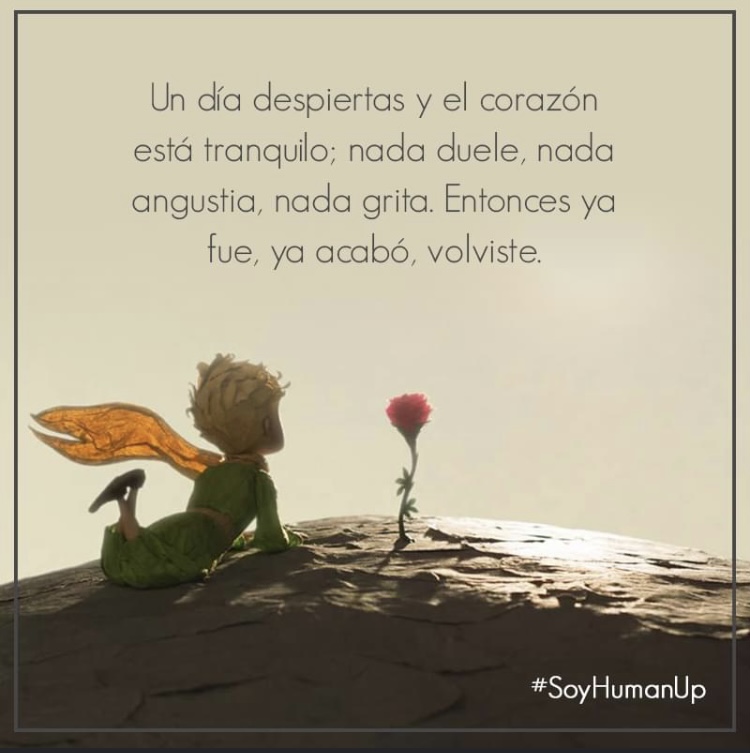 Un día despiertas y el corazón
está tranquilo; nada duele, nada
angustia, nada grita. Entonces ya
fue, ya acabó, volviste.
#SoyHumanUp